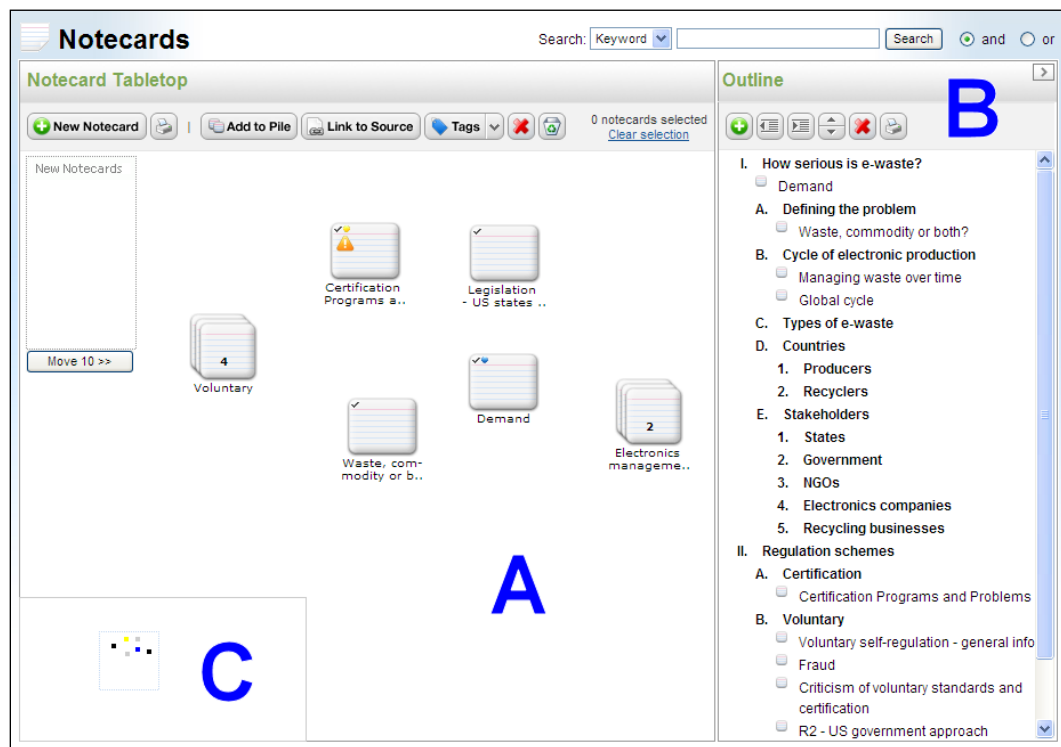 Notecards
Search: Keyword Search and or
Notecard Tabletop
New Notecard | Add to Pile Link to Source Tags
0 notecards selected
Clear selection
New Notecards
Move 10 >>
Certification
Programs a..
Legislation
- US states ..
4
Voluntary
Waste, com-
modity or b..
Demand
2
Electronics
manageme..
A
C
Outline
B
I. How serious is e-waste?
Demand
A. Defining the problem
Waste, commodity or both?
B. Cycle of electronic production
Managing waste over time
Global cycle
C. Types of e-waste
D. Countries
1. Producers
2. Recyclers
E. Stakeholders
1. States
2. Government
3. NGOs
4. Electronics companies
5. Recycling businesses
II. Regulation schemes
A. Certification
Certification Programs and Problems
B. Voluntary
Voluntary self-regulation - general info
Fraud
Criticism of voluntary standards and
certification
R2 - US government approach